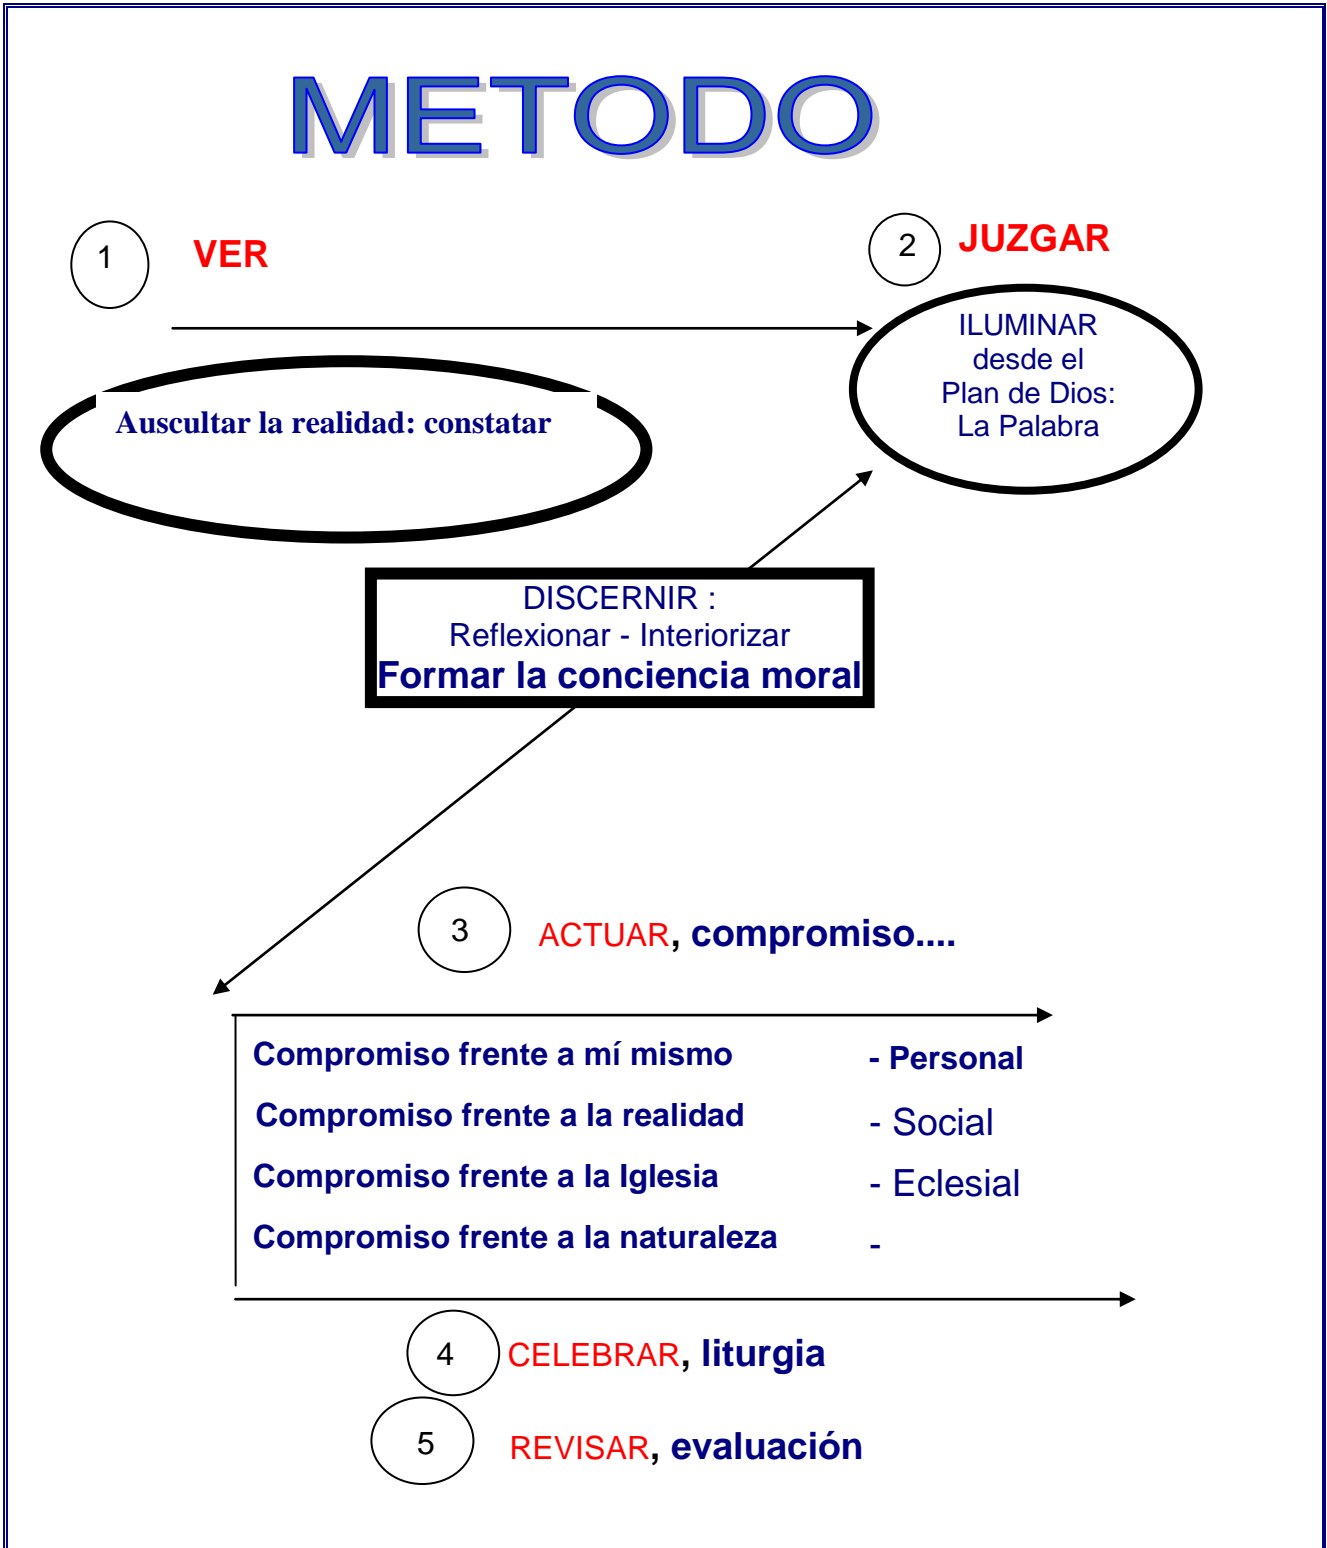 METODO
1 VER
2 JUZGAR
ILUMINAR
desde el
Plan de Dios:
La Palabra
Auscultar la realidad: constatar
DISCERNIR :
Reflexionar - Interiorizar
Formar la conciencia moral
3 ACTUAR, compromiso....
Compromiso frente a mí mismo - Personal
Compromiso frente a la realidad - Social
Compromiso frente a la Iglesia - Eclesial
Compromiso frente a la naturaleza -
4 CELEBRAR, liturgia
5 REVISAR, evaluación